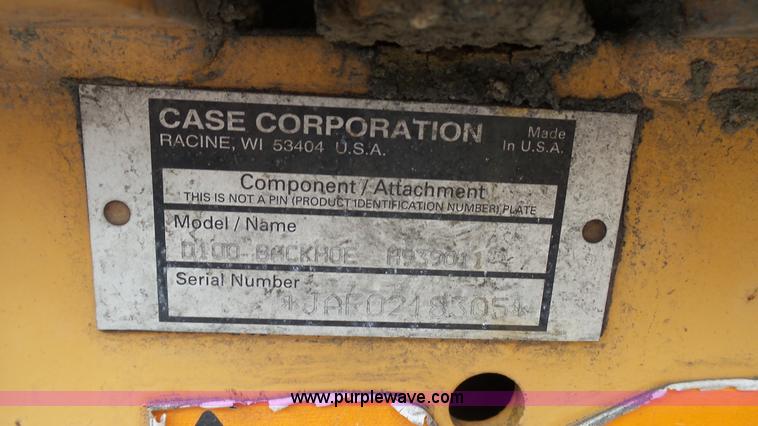 CASE CORPORATION
RACINE, WI 53404 U.S.A.
Made
In U.S.A.
Component / Attachment
THIS IS NOT A PIN (PRODUCT IDENTIFICATION NUMBER) PLATE
Model / Name
D100 BACKHOE
Serial Number
*JAF0218305*
www.purplewave.com